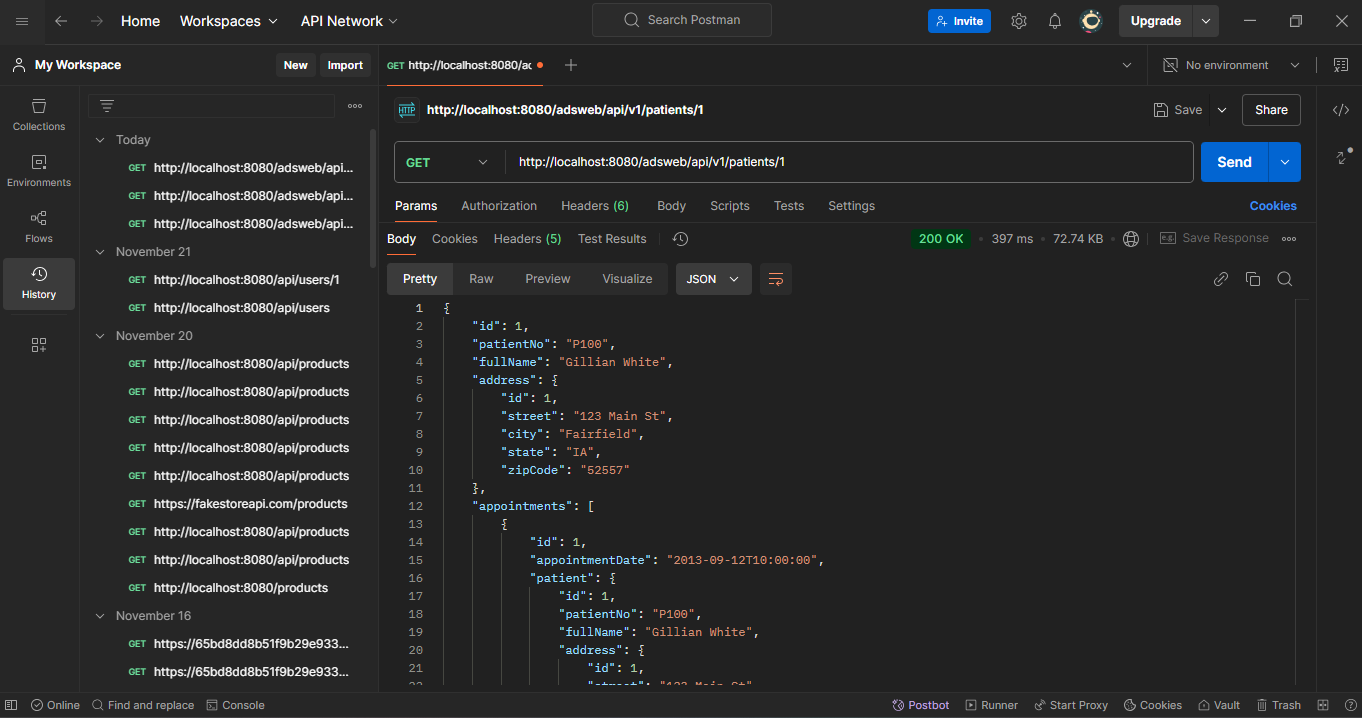 Home Workspaces API Network Search Postman Invite Upgrade
My Workspace New Import GET http://localhost:8080/ac No environment
Collections
Environments
Flows
History
Today
GET http://localhost:8080/adsweb/api...
GET http://localhost:8080/adsweb/api...
GET http://localhost:8080/adsweb/api...
November 21
GET http://localhost:8080/api/users/1
GET http://localhost:8080/api/users
November 20
GET http://localhost:8080/api/products
GET http://localhost:8080/api/products
GET http://localhost:8080/api/products
GET http://localhost:8080/api/products
GET http://localhost:8080/api/products
GET https://fakestoreapi.com/products
GET http://localhost:8080/api/products
GET http://localhost:8080/api/products
GET http://localhost:8080/products
November 16
GET https://65bd8dd8b51f9b29e933...
GET https://65bd8dd8b51f9b29e933...
HTTP http://localhost:8080/adsweb/api/v1/patients/1 Save Share
GET http://localhost:8080/adsweb/api/v1/patients/1 Send
Params Authorization Headers (6) Body Scripts Tests Settings Cookies
Body Cookies Headers (5) Test Results 200 OK • 397 ms • 72.74 KB Save Response
Pretty Raw Preview Visualize JSON
1 {
2 "id": 1,
3 "patientNo": "P100",
4 "fullName": "Gillian White",
5 "address": {
6 "id": 1,
7 "street": "123 Main St",
8 "city": "Fairfield",
9 "state": "IA",
10 "zipCode": "52557"
11 },
12 "appointments": [
13 {
14 "id": 1,
15 "appointmentDate": "2013-09-12T10:00:00",
16 "patient": {
17 "id": 1,
18 "patientNo": "P100",
19 "fullName": "Gillian White",
20 "address": {
21 "id": 1,
22 "street": "123 Main St"
Online Find and replace Console Postbot Runner Start Proxy Cookies Vault Trash